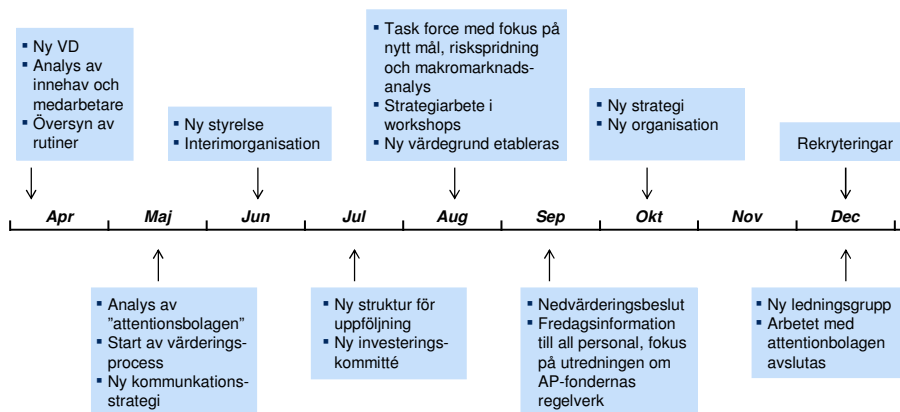 ▪ Ny VD
▪ Analys av
innehav och
medarbetare
▪ Översyn av
rutiner
▪ Ny styrelse
▪ Interimorganisation
▪ Task force med fokus på
nytt mål, riskspridning
och makromarknads-
analys
▪ Strategiarbete i
workshops
▪ Ny värdegrund etableras
▪ Ny strategi
▪ Ny organisation
Rekryteringar
Apr Maj Jun Jul Aug Sep Okt Nov Dec
▪ Analys av
”attentionsbolagen”
▪ Start av värderings-
process
▪ Ny kommunkations-
strategi
▪ Ny struktur för
uppföljning
▪ Ny investerings-
kommitté
▪ Nedvärderingsbeslut
▪ Fredagsinformation
till all personal, fokus
på utredningen om
AP-fondernas
regelverk
▪ Ny ledningsgrupp
▪ Arbetet med
attentionbolagen
avslutas